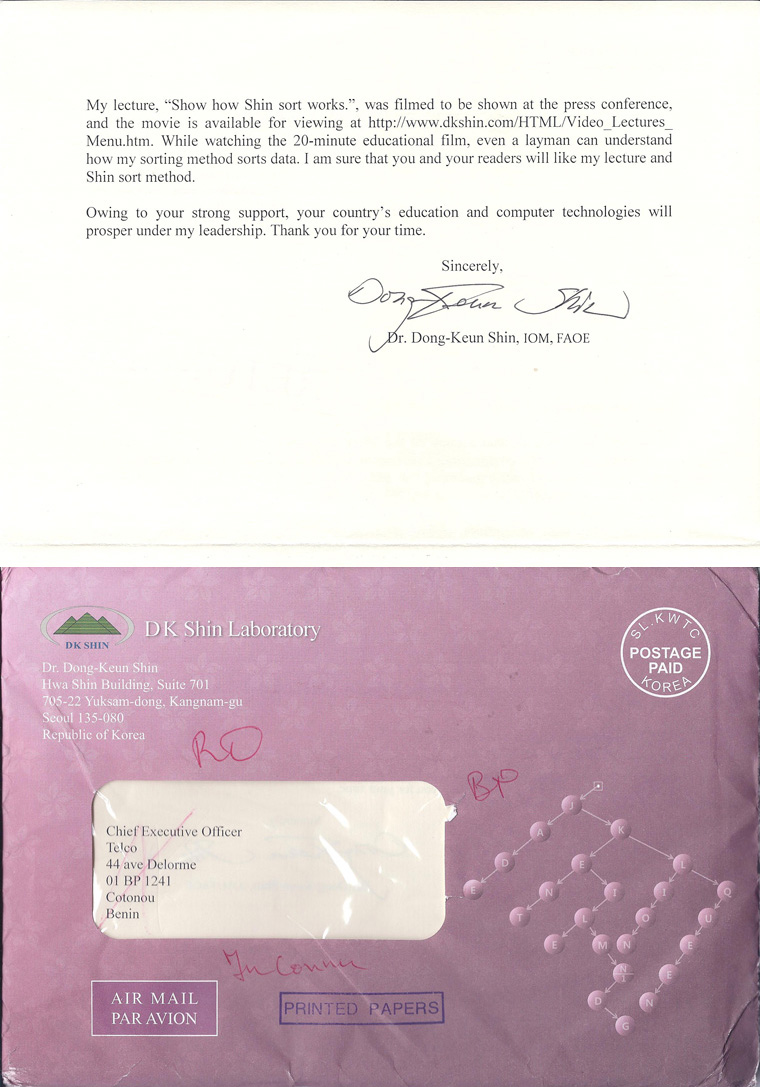 My lecture, “Show how Shin sort works.”, was filmed to be shown at the press conference,
and the movie is available for viewing at http://www.dkshin.com/HTML/Video_Lectures_
Menu.htm. While watching the 20-minute educational film, even a layman can understand
how my sorting method sorts data. I am sure that you and your readers will like my lecture and
Shin sort method.
Owing to your strong support, your country’s education and computer technologies will
prosper under my leadership. Thank you for your time.
Sincerely,
Dong-Keun Shin
Dr. Dong-Keun Shin, IOM, FAOE
DK SHIN
DK Shin Laboratory
SL. KWTC
POSTAGE
PAID
KOREA
Dr. Dong-Keun Shin
Hwa Shin Building, Suite 701
705-22 Yuksam-dong, Kangnam-gu
Seoul 135-080
Republic of Korea
Chief Executive Officer
Telco
44 ave Delorme
01 BP 1241
Cotonou
Benin
J
A K
D E L
E N I I Q
T L O U
E M N E
N E
D N
G
AIR MAIL
PAR AVION
PRINTED PAPERS